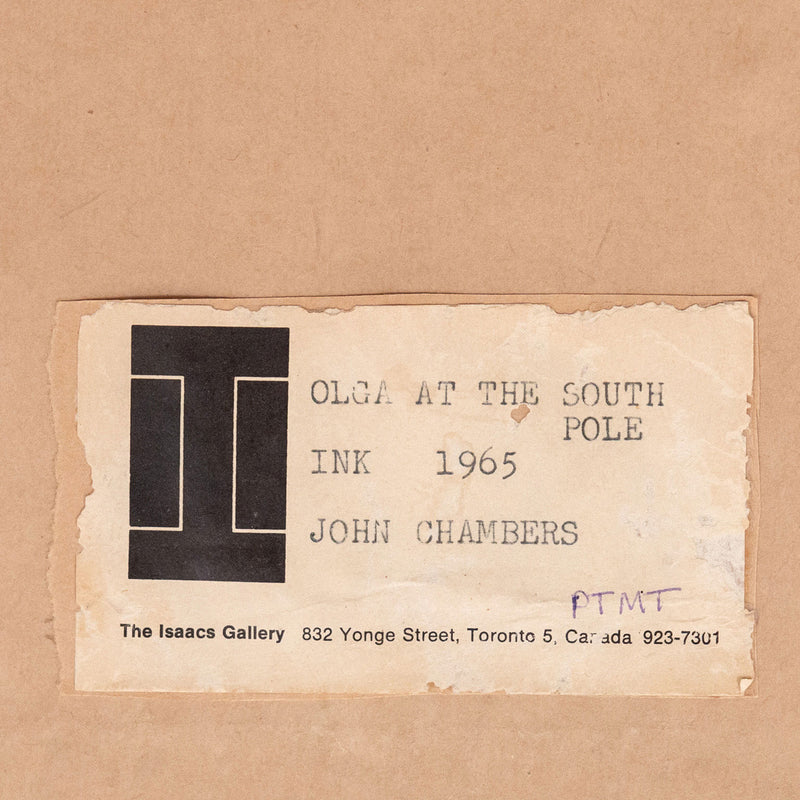 OLGA AT THE SOUTH
POLE
INK 1965
JOHN CHAMBERS
PTMT
The Isaacs Gallery 832 Yonge Street, Toronto 5, Canada 923-7301